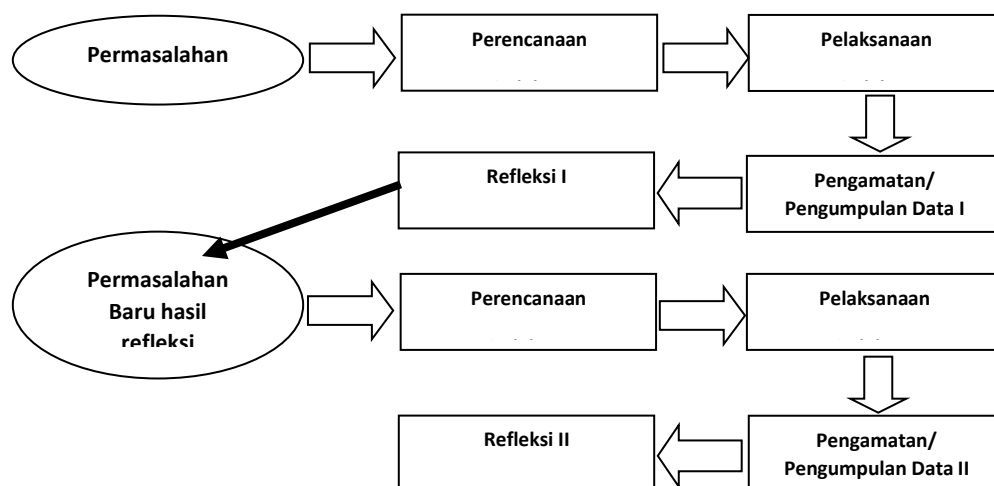 Permasalahan
Perencanaan
Pelaksanaan
Refleksi I
Pengamatan/
Pengumpulan Data I
Permasalahan
Baru hasil
refleksi
Perencanaan
Pelaksanaan
Refleksi II
Pengamatan/
Pengumpulan Data II